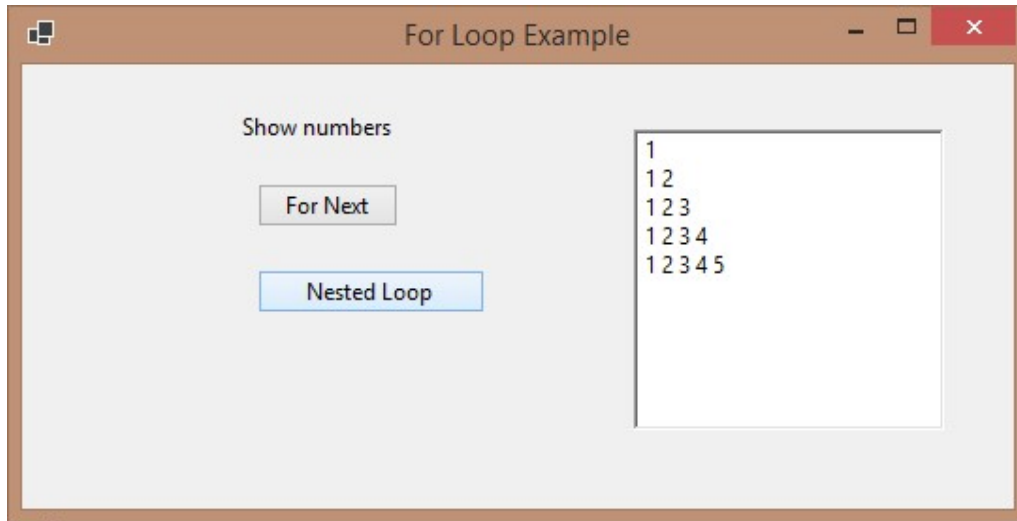 For Loop Example
Show numbers
For Next
Nested Loop
1
1 2
1 2 3
1 2 3 4
1 2 3 4 5